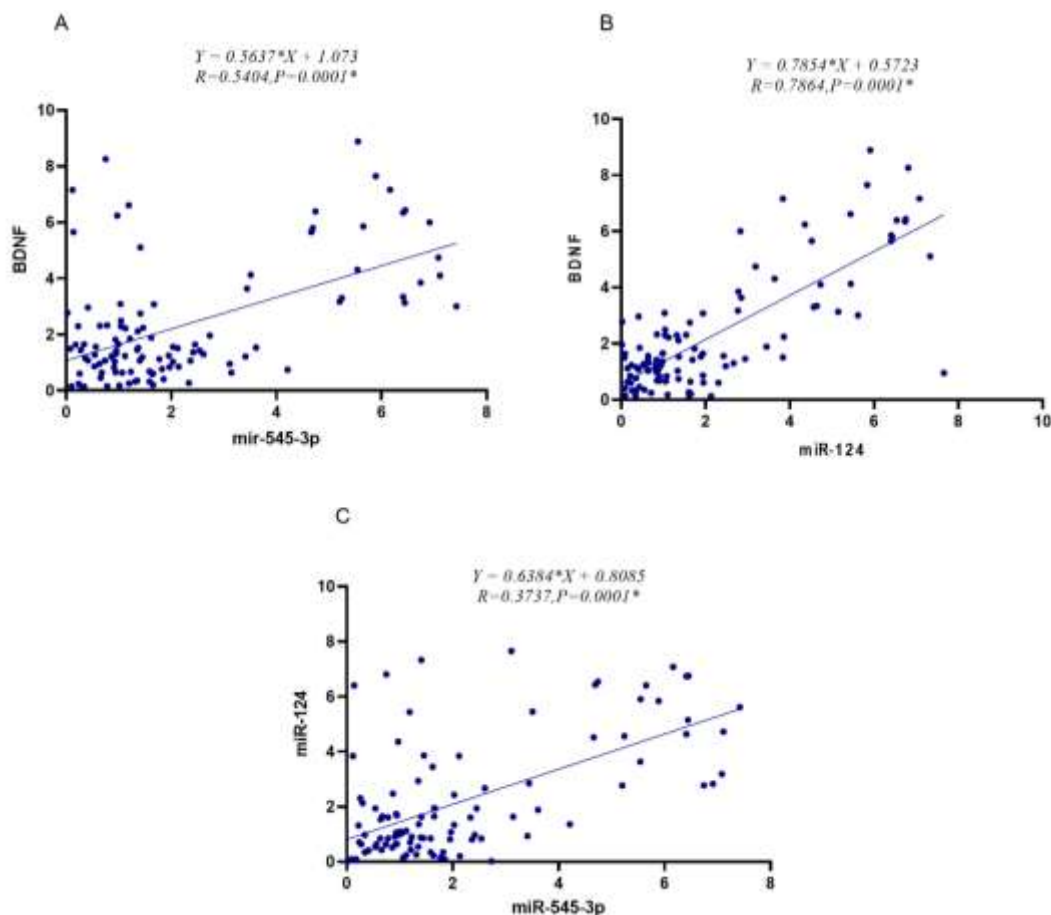 A
Y = 0.5637*X + 1.073
R=0.5404,P=0.0001*
10
8
6
4
2
0
BDNF
0 2 4 6 8
mir-545-3p
B
Y = 0.7854*X + 0.5723
R=0.7864,P=0.0001*
10
8
6
4
2
0
BDNF
0 2 4 6 8 10
miR-124
C
Y = 0.6384*X + 0.8085
R=0.3737,P=0.0001*
10
8
6
4
2
0
miR-124
0 2 4 6 8
miR-545-3p